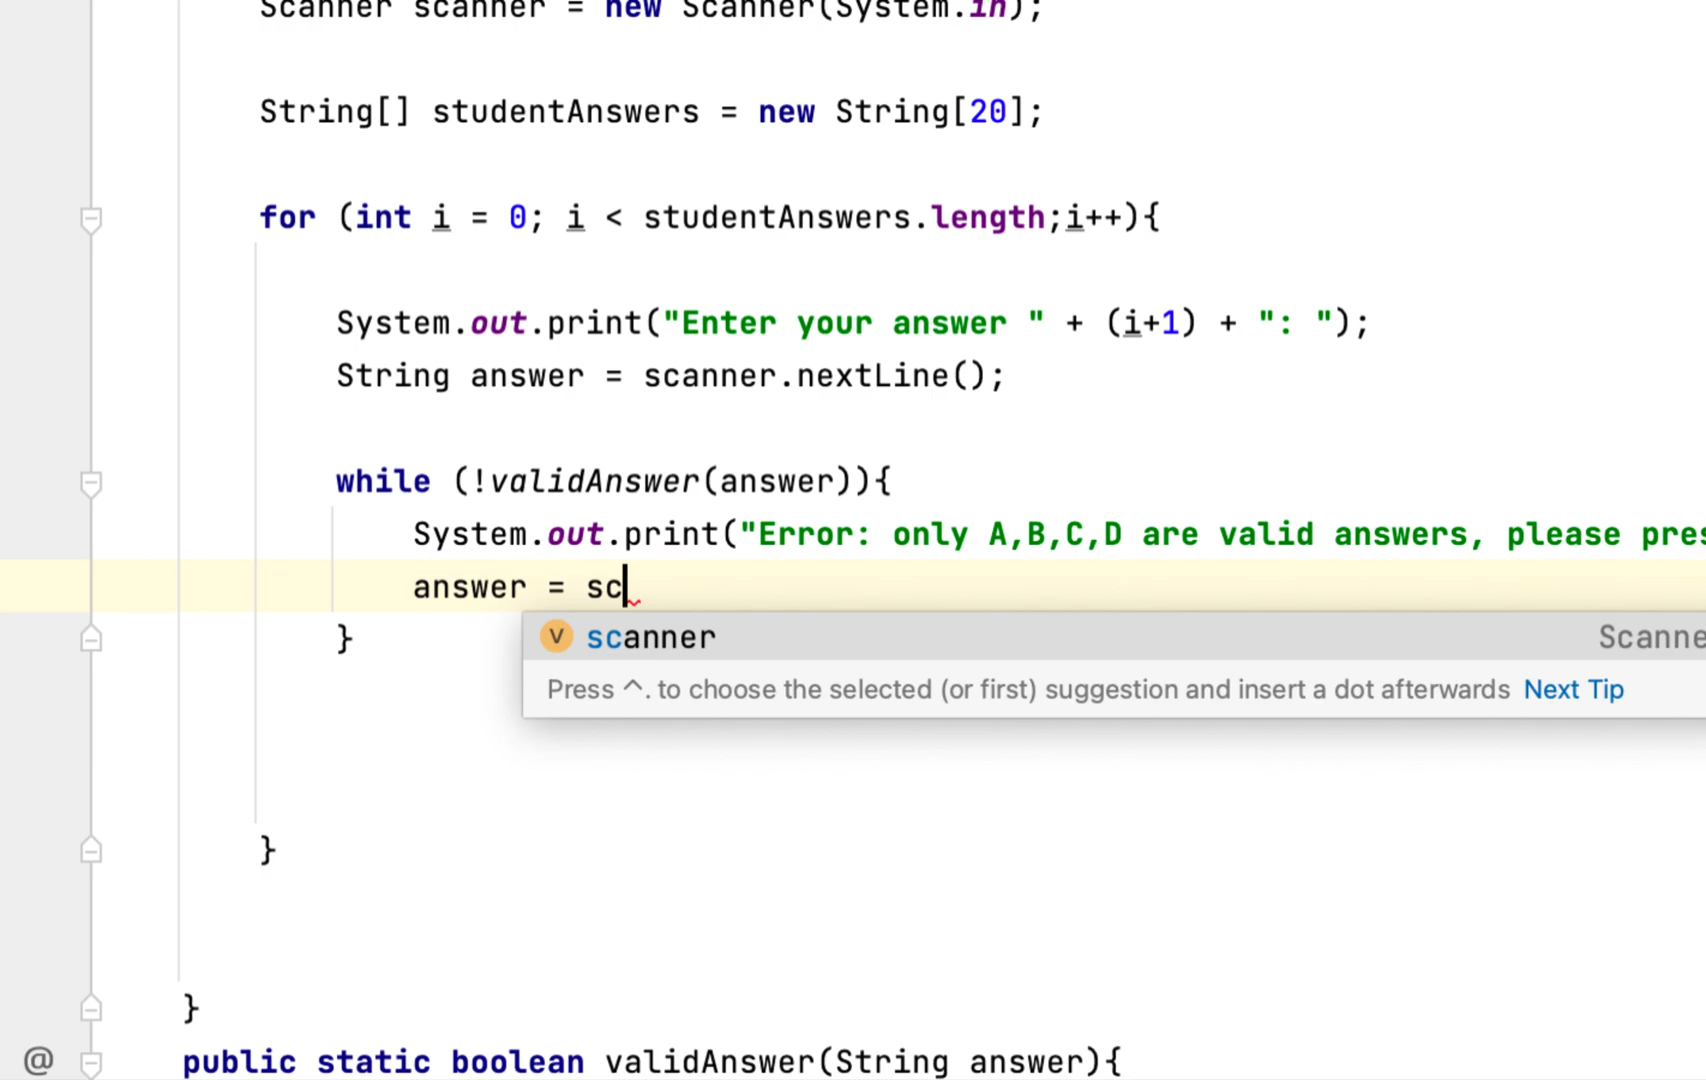 Scanner scanner = new Scanner(System.in);
String[] studentAnswers = new String[20];
for (int i = 0; i < studentAnswers.length;i++){
System.out.print("Enter your answer " + (i+1) + ": ");
String answer = scanner.nextLine();
while (!validAnswer(answer)){
System.out.print("Error: only A,B,C,D are valid answers, please
answer = sc
V scanner Scanne
}
Press ^. to choose the selected (or first) suggestion and insert a dot afterwards Next Tip
}
}
@ public static boolean validAnswer(String answer){